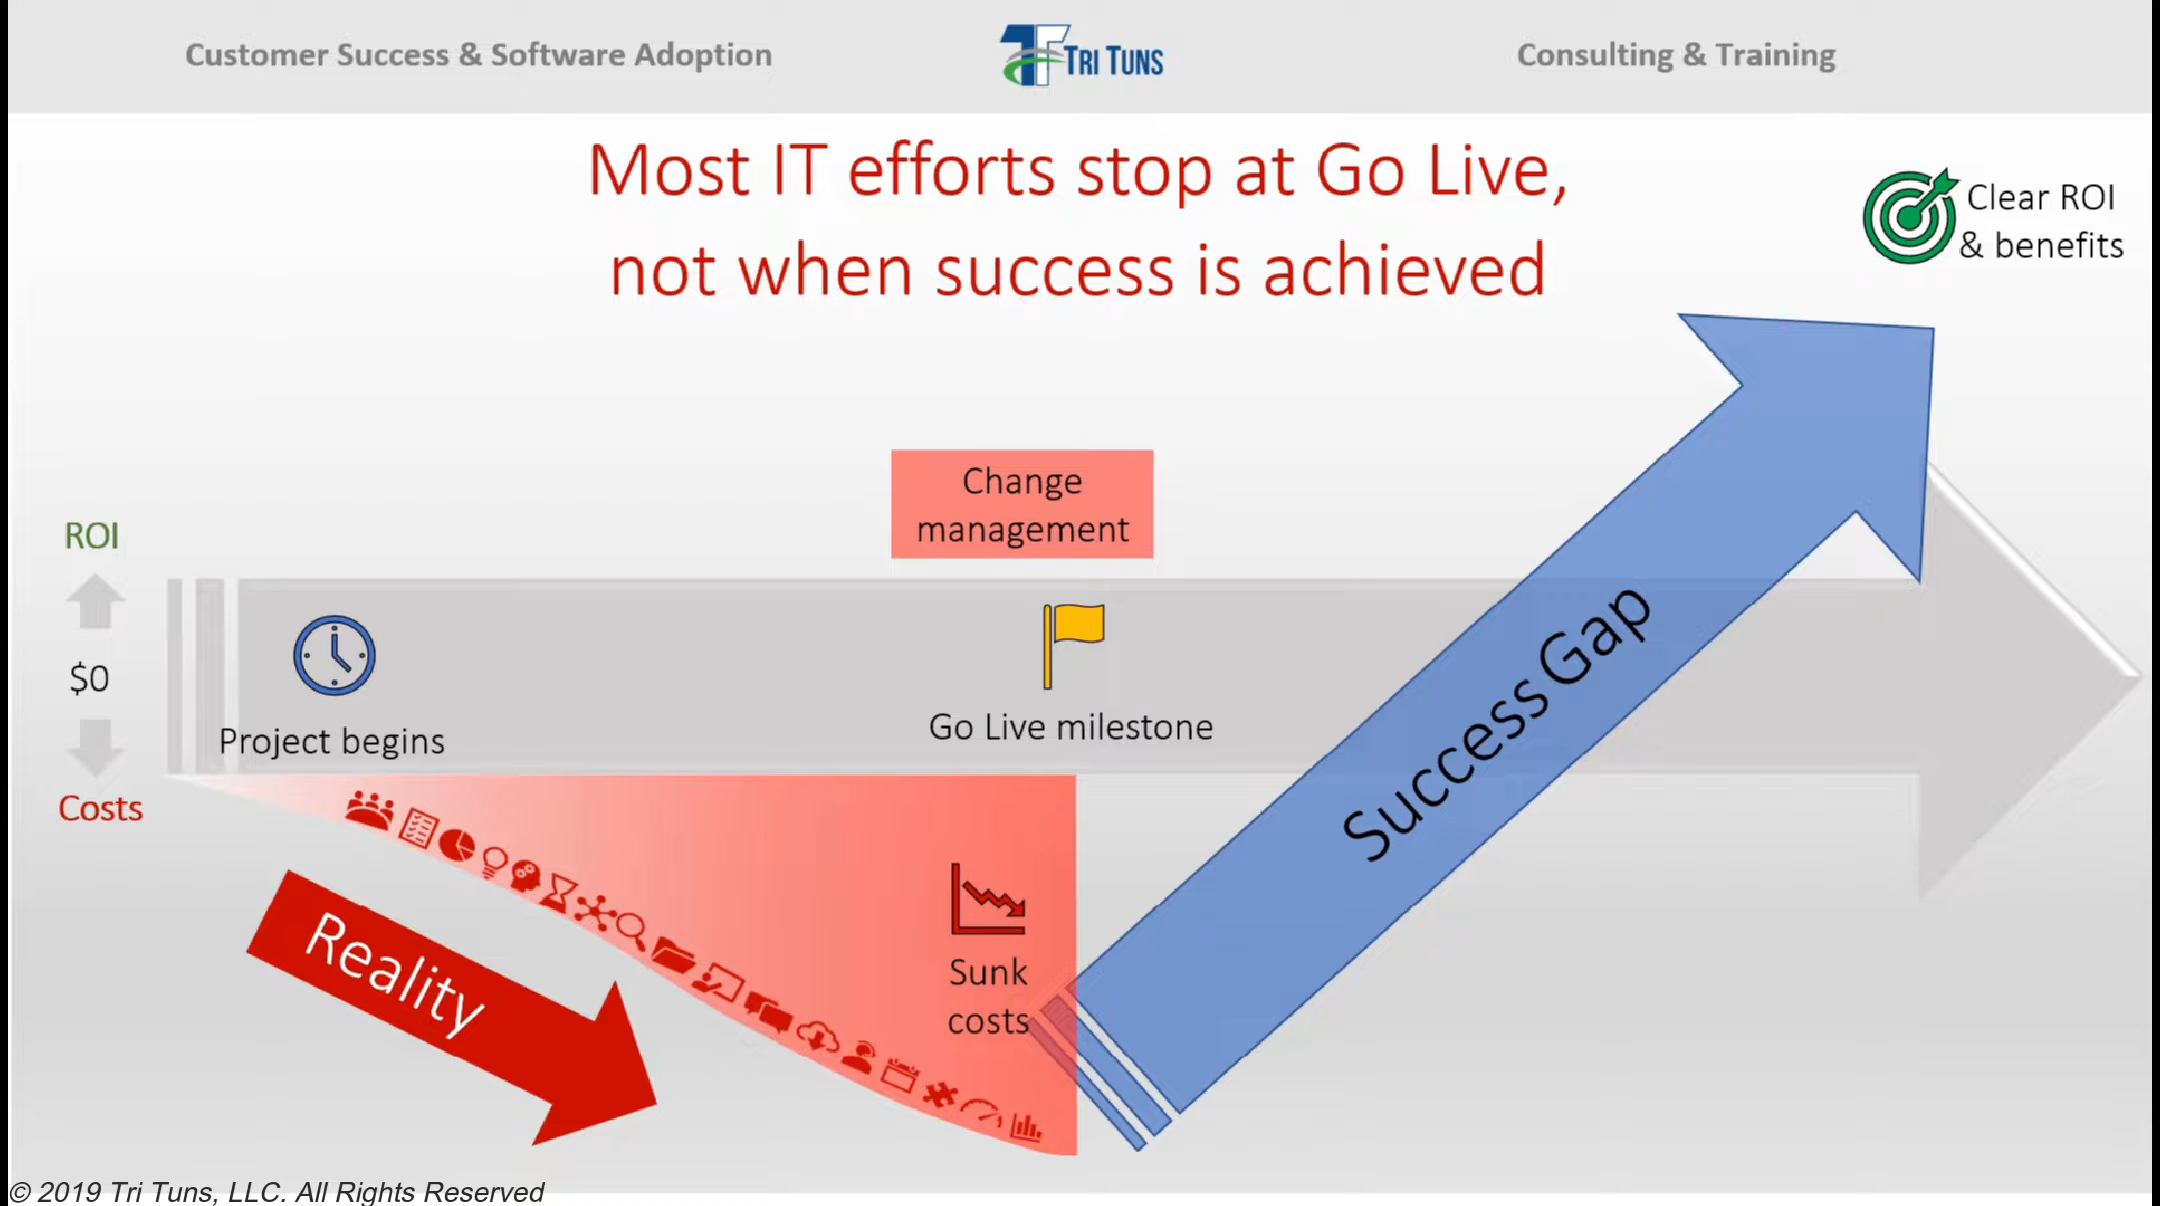 Customer Success & Software Adoption
TRI TUNS
Consulting & Training
Most IT efforts stop at Go Live,
not when success is achieved
Clear ROI
& benefits
Change
management
ROI
$0
Costs
Project begins
Go Live milestone
Success Gap
Reality
Sunk
costs
© 2019 Tri Tuns, LLC. All Rights Reserved